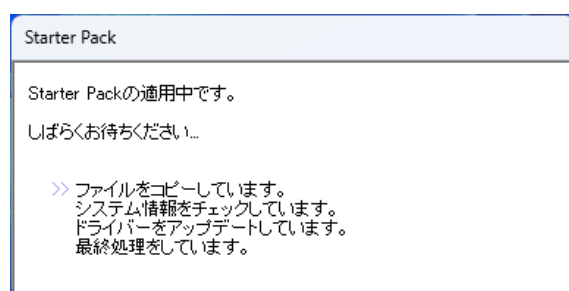 Starter Pack
Starter Packの適用中です。
しばらくお待ちください...
>> ファイルをコピーしています。
システム情報をチェックしています。
ドライバーをアップデートしています。
最終処理をしています。